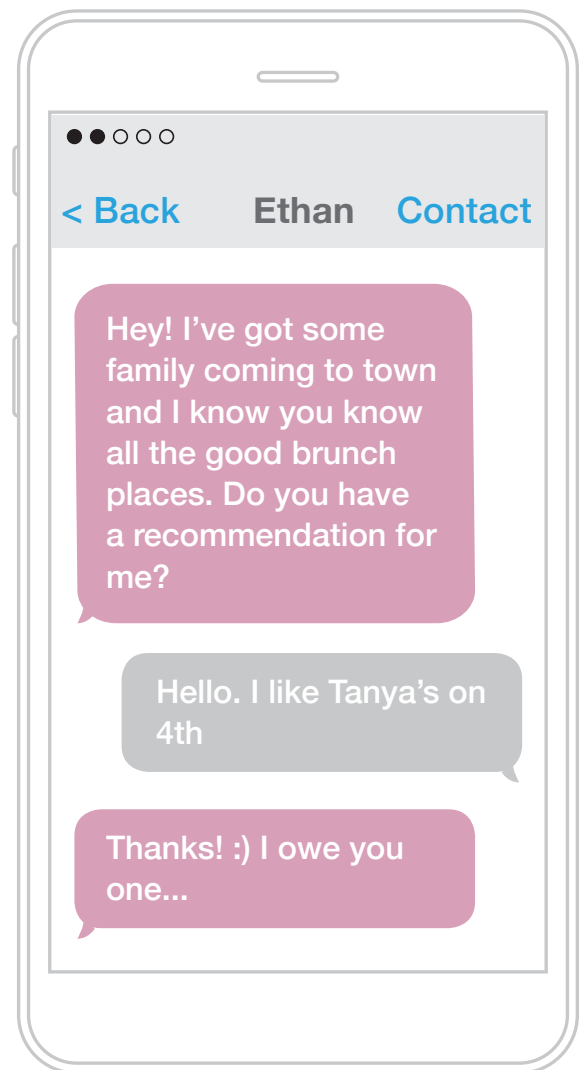 < Back Ethan Contact
Hey! I’ve got some
family coming to town
and I know you know
all the good brunch
places. Do you have
a recommendation for
me?
Hello. I like Tanya’s on
4th
Thanks! :) I owe you
one...